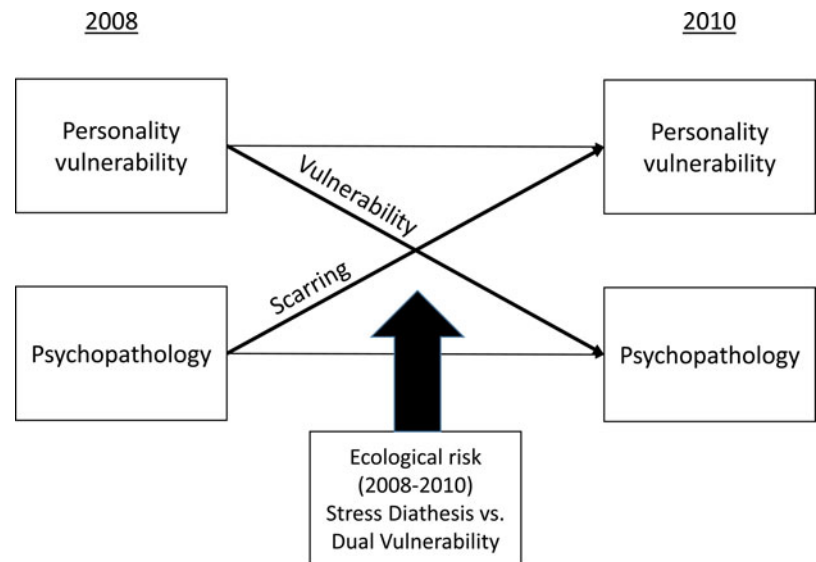 2008
2010
Personality
vulnerability
Personality
vulnerability
Vulnerability
Scarring
Psychopathology
Psychopathology
Ecological risk
(2008-2010)
Stress Diathesis vs.
Dual Vulnerability